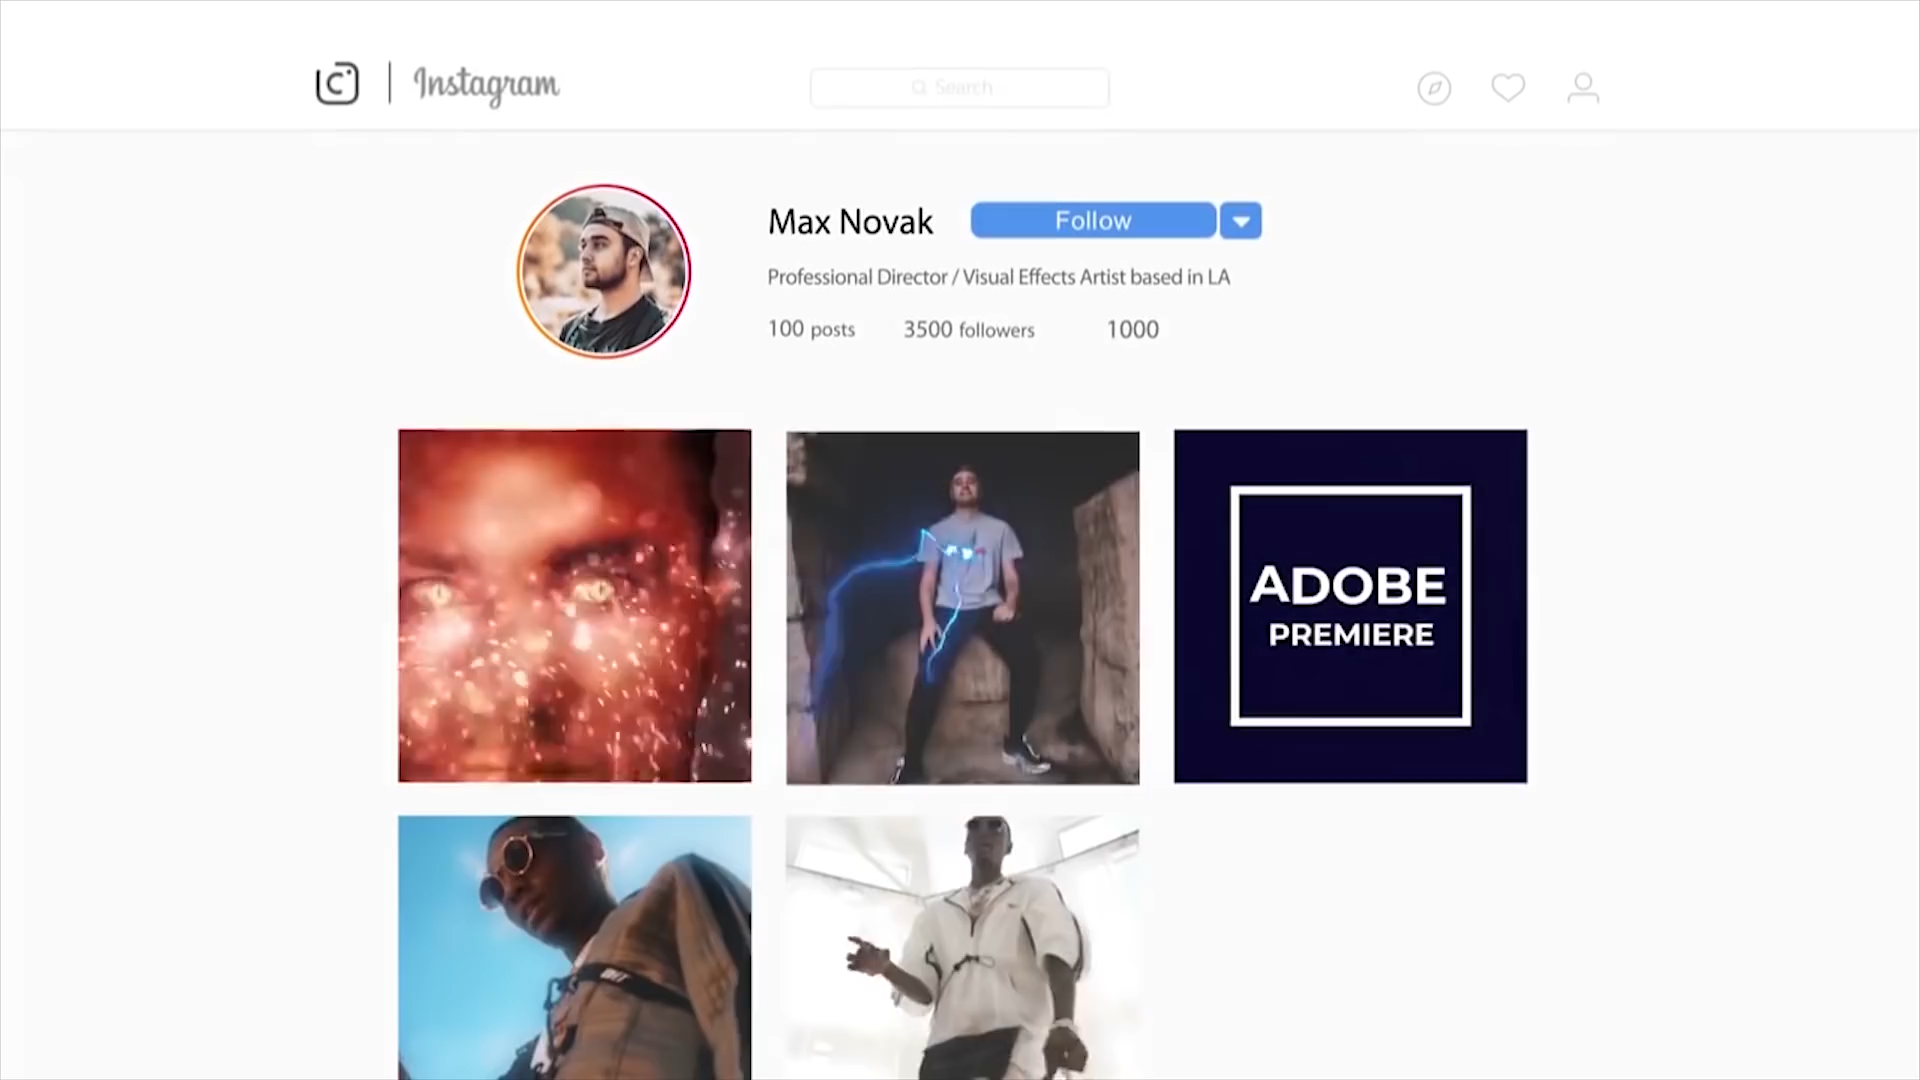 Instagram
Search
Max Novak
Follow
Professional Director / Visual Effects Artist based in LA
100 posts 3500 followers 1000
ADOBE
PREMIERE